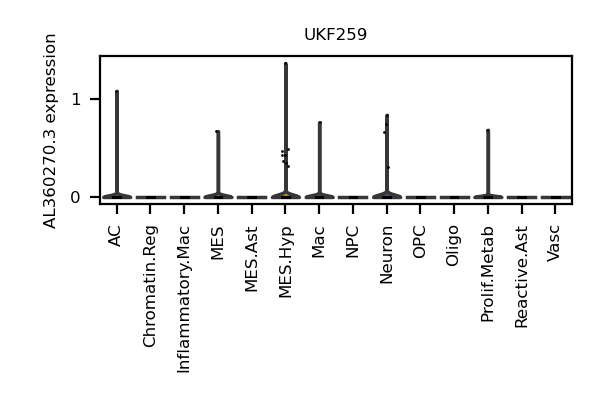 UKF259
AL360270.3 expression
1
0
AC
Chromatin.Reg
Inflammatory.Mac
MES
MES.Ast
MES.Hyp
Mac
NPC
Neuron
OPC
Oligo
Prolif.Metab
Reactive.Ast
Vasc